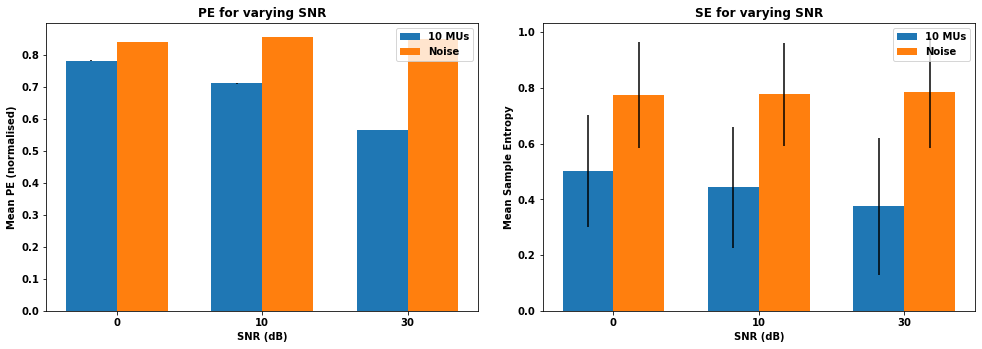 PE for varying SNR
10 MUs
Noise
0.8
0.7
0.6
0.5
0.4
0.3
0.2
0.1
0.0
Mean PE (normalised)
0 10 30
SNR (dB)
SE for varying SNR
10 MUs
Noise
1.0
0.8
0.6
0.4
0.2
0.0
Mean Sample Entropy
0 10 30
SNR (dB)